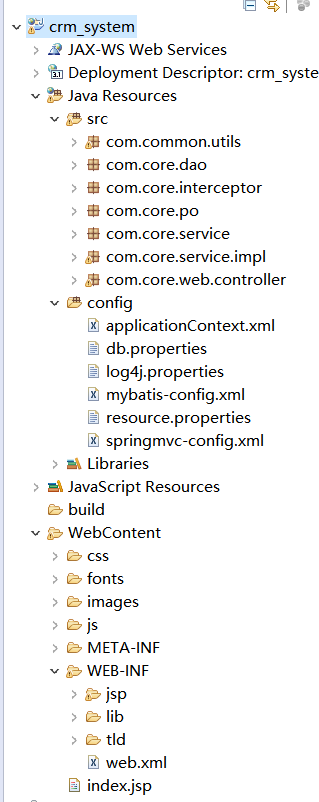 crm_system
JAX-WS Web Services
Deployment Descriptor: crm_syste
Java Resources
src
com.common.utils
com.core.dao
com.core.interceptor
com.core.po
com.core.service
com.core.service.impl
com.core.web.controller
config
applicationContext.xml
db.properties
log4j.properties
mybatis-config.xml
resource.properties
springmvc-config.xml
Libraries
JavaScript Resources
build
WebContent
css
fonts
images
js
META-INF
WEB-INF
jsp
lib
tld
web.xml
index.jsp